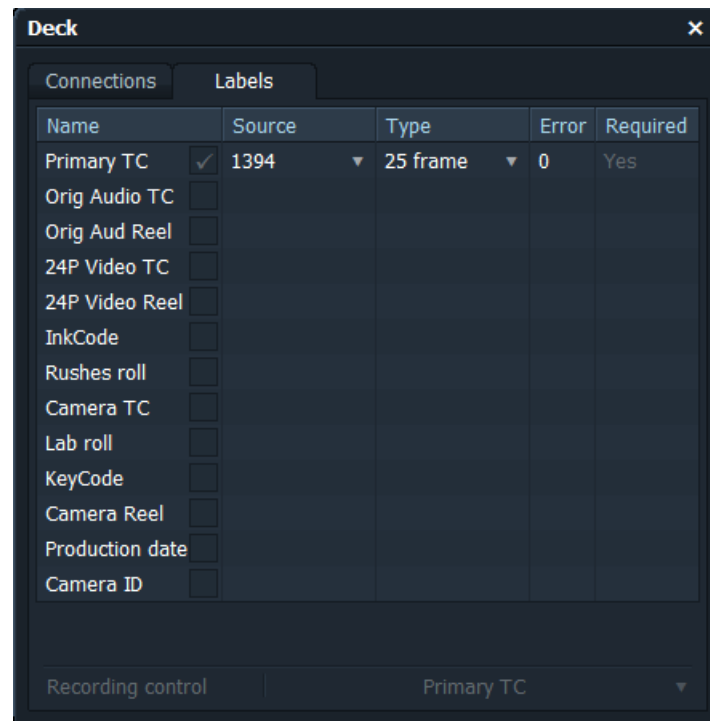 Deck ×
Connections Labels
Name Source Type Error Required
Primary TC 1394 25 frame 0 Yes
Orig Audio TC
Orig Aud Reel
24P Video TC
24P Video Reel
InkCode
Rushes roll
Camera TC
Lab roll
KeyCode
Camera Reel
Production date
Camera ID
Recording control Primary TC